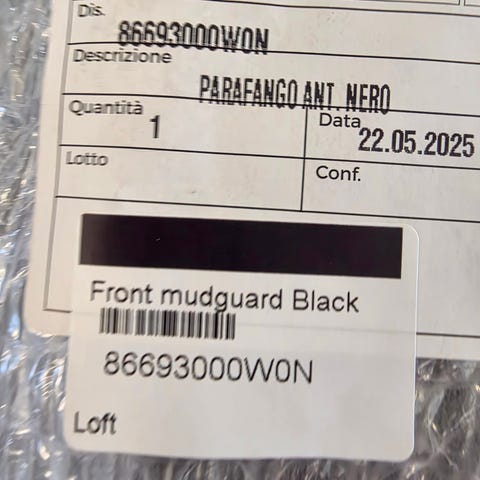 Dis.
86693000W0N
Descrizione
PARAFANGO ANT. NERO
Quantità 1
Data 22.05.2025
Lotto
Conf.
Front mudguard Black
86693000W0N
Loft